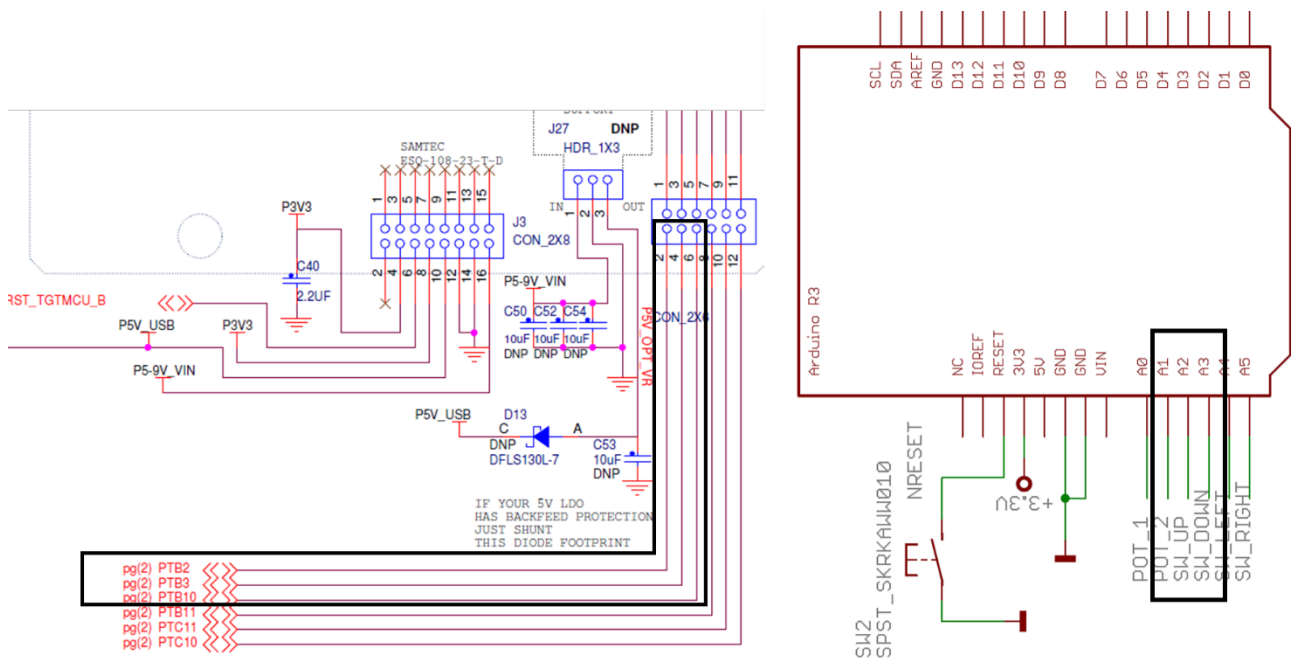 SUPPORT
J27 DNP
HDR_1X3
SAMTEC
ESQ-108-23-T-D
1 3 5 7 9 11 13 15
P3V3
J3
CON_2X8
2 4 6 8 10 12 14 16
IN 1 2 3 OUT
1 3 5 7 9 11
2 4 6 8 10 12
CON_2X6
C40
2.2UF
RST_TGTMCU_B
P5V_USB
P3V3
P5-9V_VIN
P5-9V_VIN
C50 C52 C54
10uF 10uF 10uF
DNP DNP DNP
P5V_OPT_VR
P5V_USB
D13
C A
DNP
DFLS130L-7
C53
10uF
DNP
IF YOUR 5V LDO
HAS BACKFEED PROTECTION
JUST SHUNT
THIS DIODE FOOTPRINT
pg(2) PTB2
pg(2) PTB3
pg(2) PTB10
pg(2) PTB11
pg(2) PTC11
pg(2) PTC10
SCL
SDA
AREF
GND
D13
D12
D11
D10
D9
D8
D7
D6
D5
D4
D3
D2
D1
D0
Arduino R3
NC
IOREF
RESET
3V3
5V
GND
GND
VIN
A0
A1
A2
A3
A4
A5
NRESET
+3.3V
SW2
SPST_SKRKAWW010
POT_1
POT_2
SW_UP
SW_DOWN
SW_LEFT
SW_RIGHT